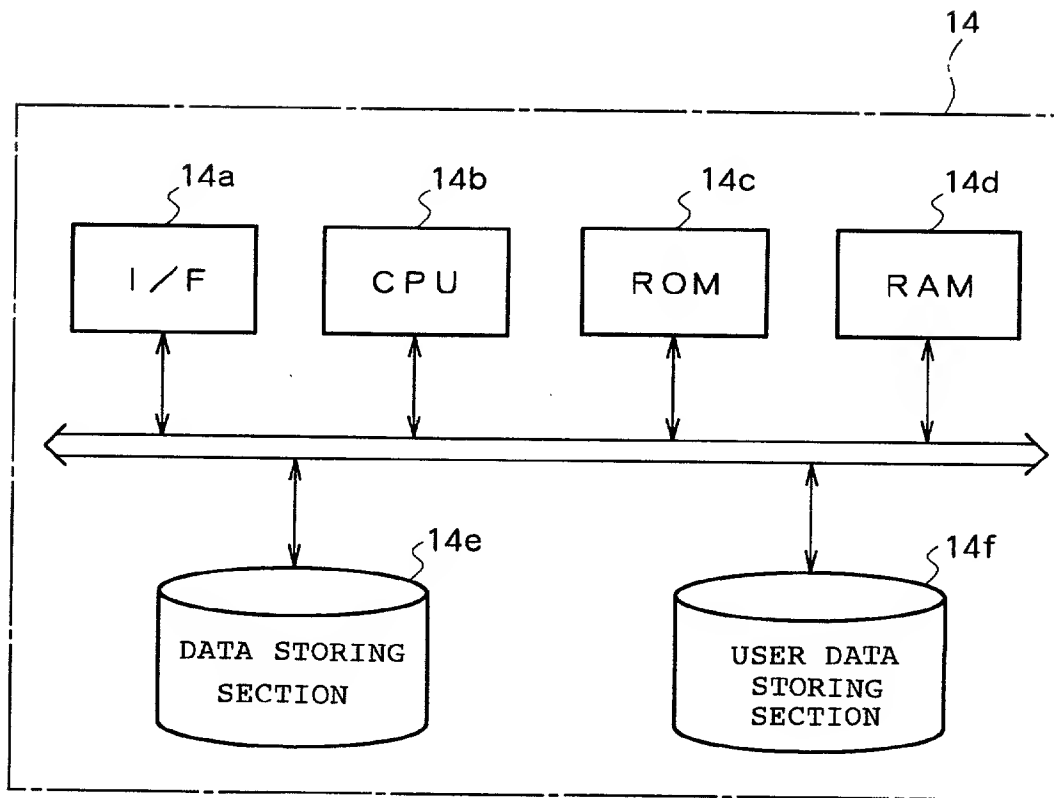 14
14a
14b
14c
14d
I/F
CPU
ROM
RAM
14e
14f
DATA STORING
SECTION
USER DATA
STORING
SECTION